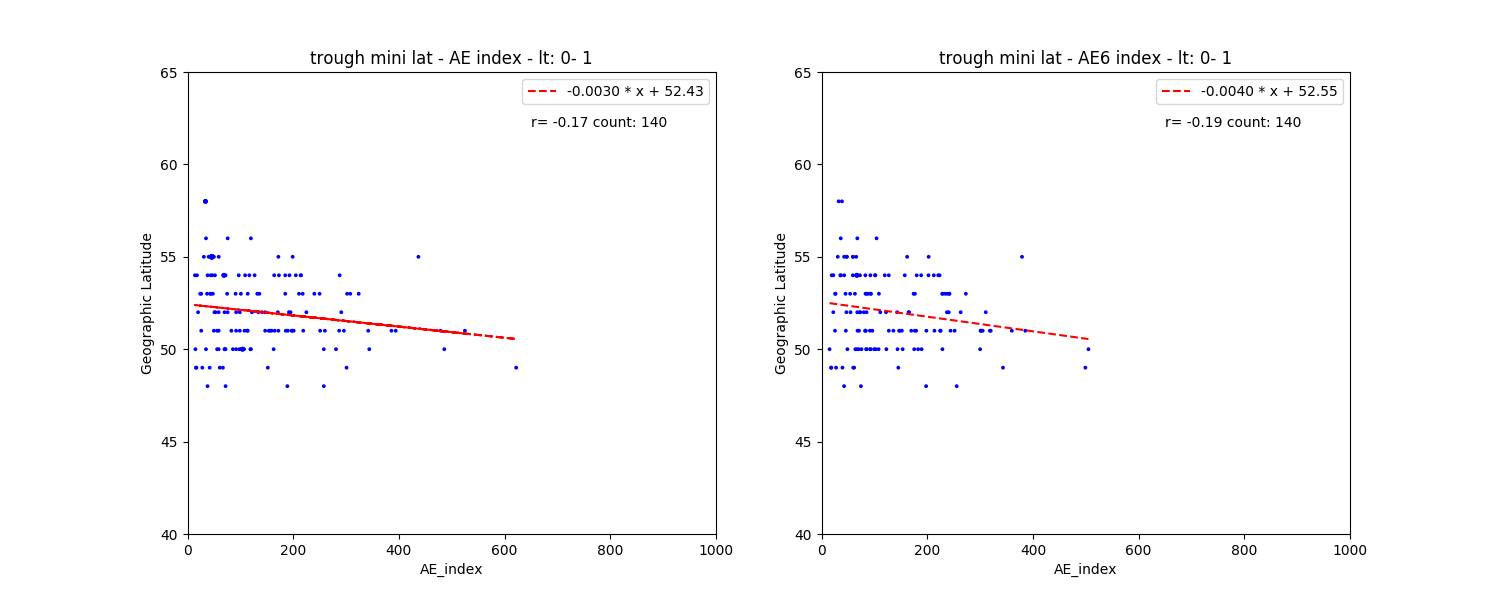 trough mini lat - AE index - lt: 0- 1
65
60
55
50
45
40
Geographic Latitude
-0.0030 * x + 52.43
r= -0.17 count: 140
0
200
400
600
800
1000
AE_index
trough mini lat - AE6 index - lt: 0- 1
65
60
55
50
45
40
Geographic Latitude
-0.0040 * x + 52.55
r= -0.19 count: 140
0
200
400
600
800
1000
AE_index